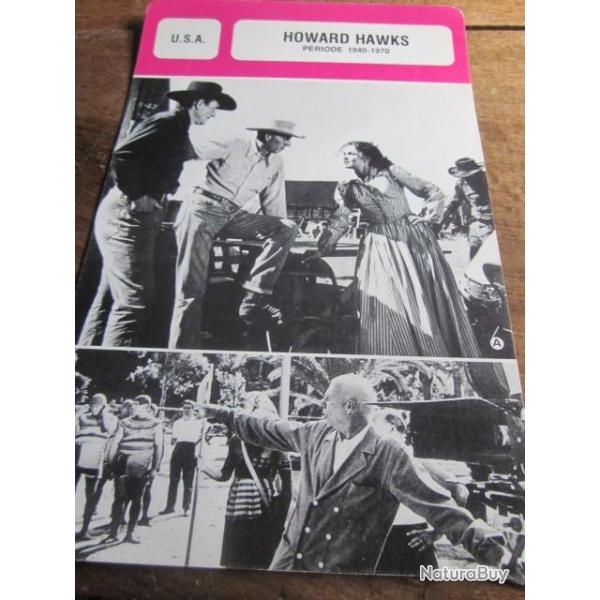 U.S.A.
HOWARD HAWKS
PÉRIODE 1940-1970
A
NaturaBuy